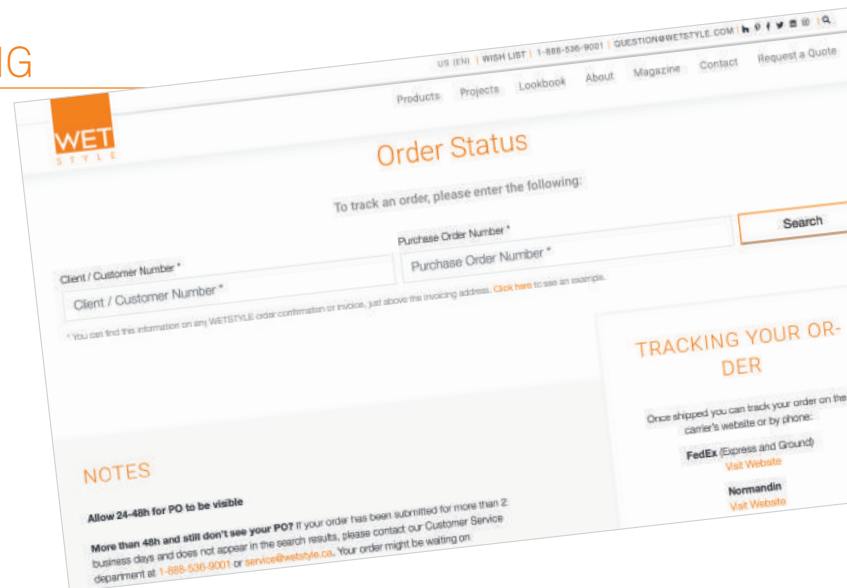 NG
US (EN) | WISH LIST | 1-888-536-9001 | QUESTION@WETSTYLE.COM |
Products Projects Lookbook About Magazine Contact Request a Quote
WET
STYLE
Order Status
To track an order, please enter the following:
Client / Customer Number *
Purchase Order Number *
Client / Customer Number *
Purchase Order Number *
Search
* You can find this information on any WETSTYLE order confirmation or invoice, just above the invoicing address. Click here to see an example.
NOTES
Allow 24-48h for PO to be visible
More than 48h and still don't see your PO? If your order has been submitted for more than 2
business days and does not appear in the search results, please contact our Customer Service
department at 1-888-536-9001 or service@wetstyle.ca. Your order might be waiting on
TRACKING YOUR OR-
DER
Once shipped you can track your order on the
carrier's website or by phone:
FedEx (Express and Ground)
Visit Website
Normandin
Visit Website